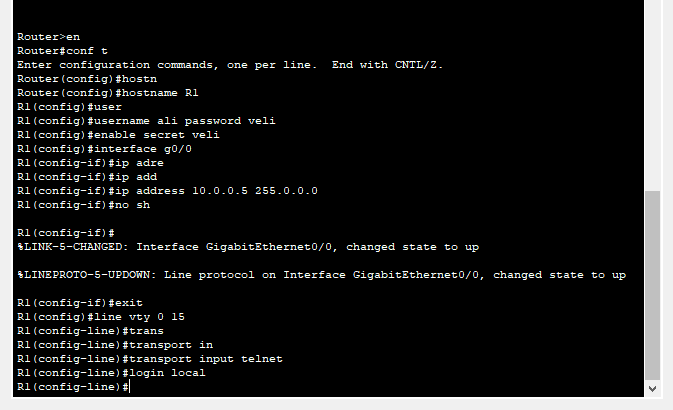 Router>en
Router#conf t
Enter configuration commands, one per line.  End with CNTL/Z.
Router(config)#hostn
Router(config)#hostname R1
R1(config)#user
R1(config)#username ali password veli
R1(config)#enable secret veli
R1(config)#interface g0/0
R1(config-if)#ip adre
R1(config-if)#ip add
R1(config-if)#ip address 10.0.0.5 255.0.0.0
R1(config-if)#no sh
R1(config-if)#
%LINK-5-CHANGED: Interface GigabitEthernet0/0, changed state to up
%LINEPROTO-5-UPDOWN: Line protocol on Interface GigabitEthernet0/0, changed state to up
R1(config-if)#exit
R1(config)#line vty 0 15
R1(config-line)#trans
R1(config-line)#transport in
R1(config-line)#transport input telnet
R1(config-line)#login local
R1(config-line)#